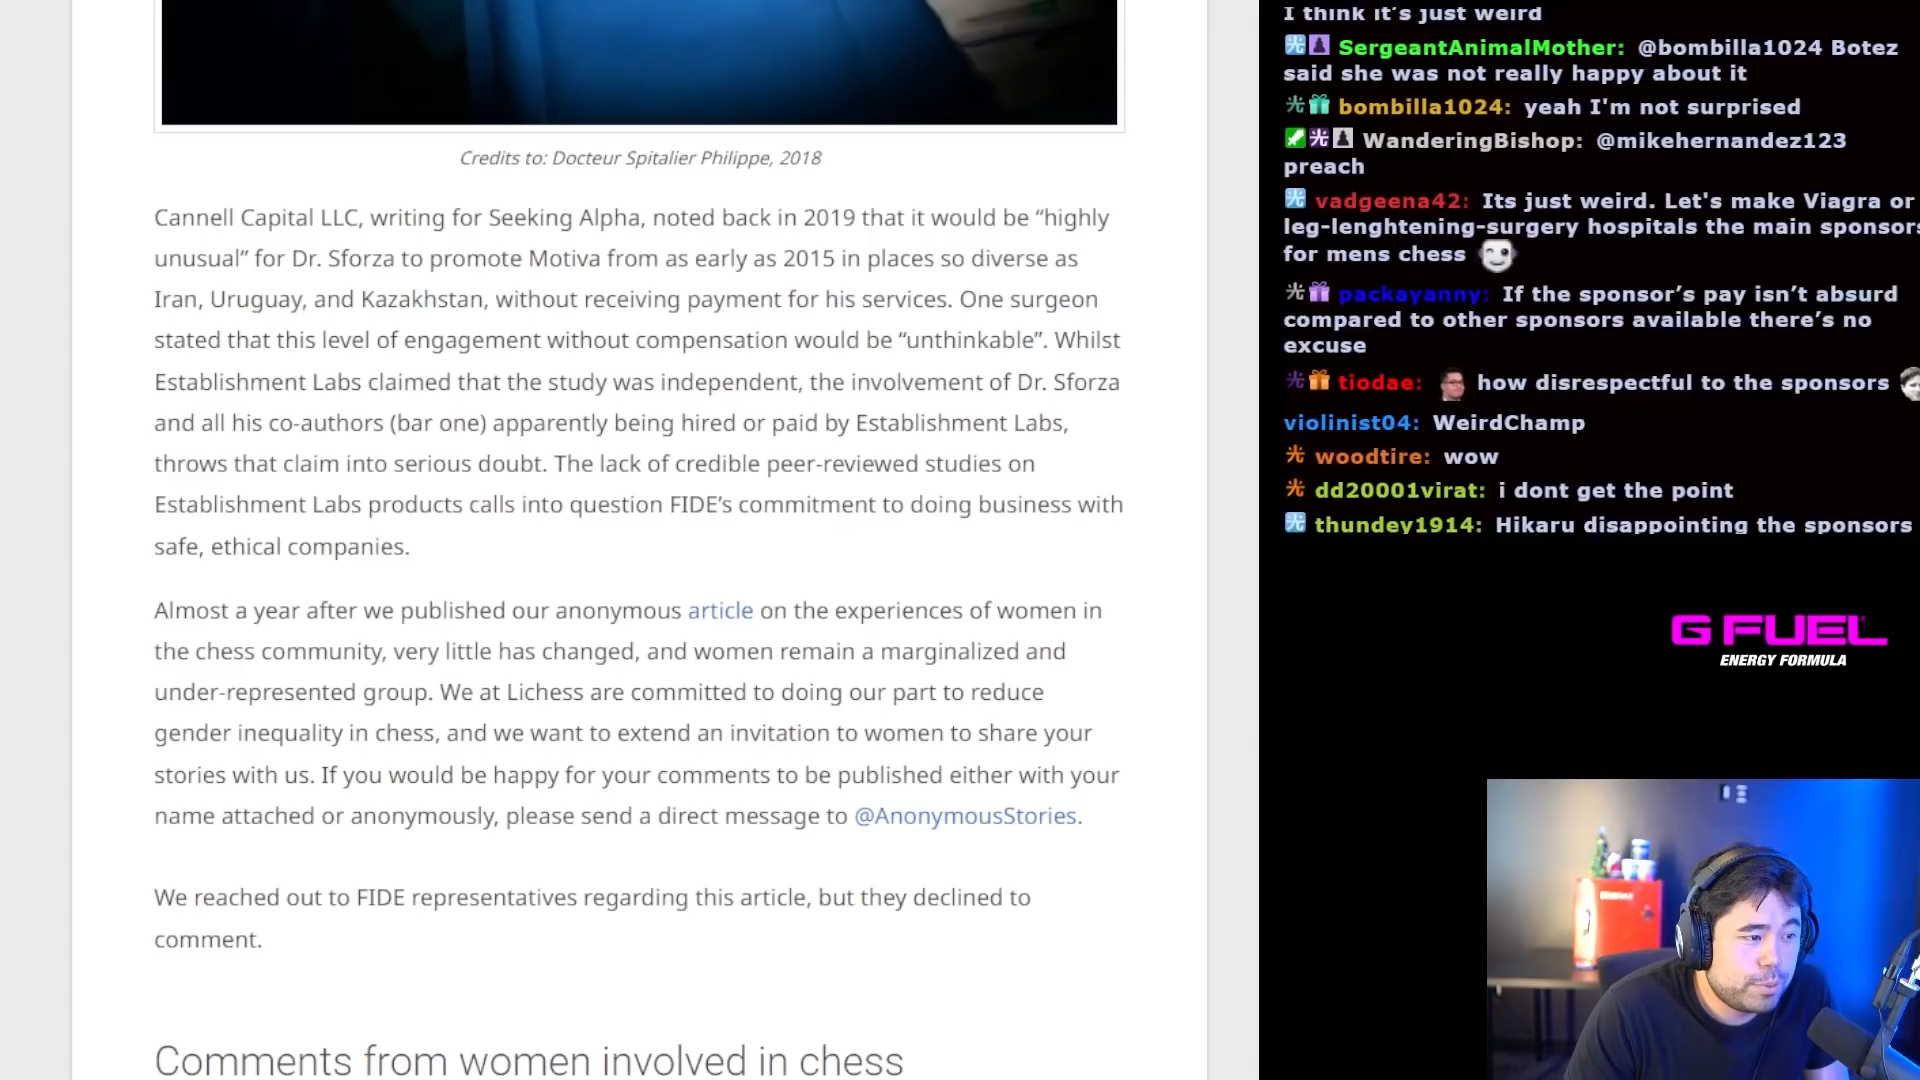 Credits to: Docteur Spitalier Philippe, 2018
Cannell Capital LLC, writing for Seeking Alpha, noted back in 2019 that it would be “highly
unusual” for Dr. Sforza to promote Motiva from as early as 2015 in places so diverse as
Iran, Uruguay, and Kazakhstan, without receiving payment for his services. One surgeon
stated that this level of engagement without compensation would be “unthinkable”. Whilst
Establishment Labs claimed that the study was independent, the involvement of Dr. Sforza
and all his co-authors (bar one) apparently being hired or paid by Establishment Labs,
throws that claim into serious doubt. The lack of credible peer-reviewed studies on
Establishment Labs products calls into question FIDE’s commitment to doing business with
safe, ethical companies.
Almost a year after we published our anonymous article on the experiences of women in
the chess community, very little has changed, and women remain a marginalized and
under-represented group. We at Lichess are committed to doing our part to reduce
gender inequality in chess, and we want to extend an invitation to women to share your
stories with us. If you would be happy for your comments to be published either with your
name attached or anonymously, please send a direct message to @AnonymousStories.
We reached out to FIDE representatives regarding this article, but they declined to
comment.
Comments from women involved in chess
I think it’s just weird
SergeantAnimalMother: @bombilla1024 Botez
said she was not really happy about it
bombilla1024: yeah I'm not surprised
WanderingBishop: @mikehernandez123
preach
vadgeena42: Its just weird. Let's make Viagra or
leg-lenghtening-surgery hospitals the main sponsors
for mens chess
packayanny: If the sponsor’s pay isn’t absurd
compared to other sponsors available there’s no
excuse
tiodae: how disrespectful to the sponsors
violinist04: WeirdChamp
woodtire: wow
dd20001virat: i dont get the point
thundey1914: Hikaru disappointing the sponsors
G FUEL
ENERGY FORMULA